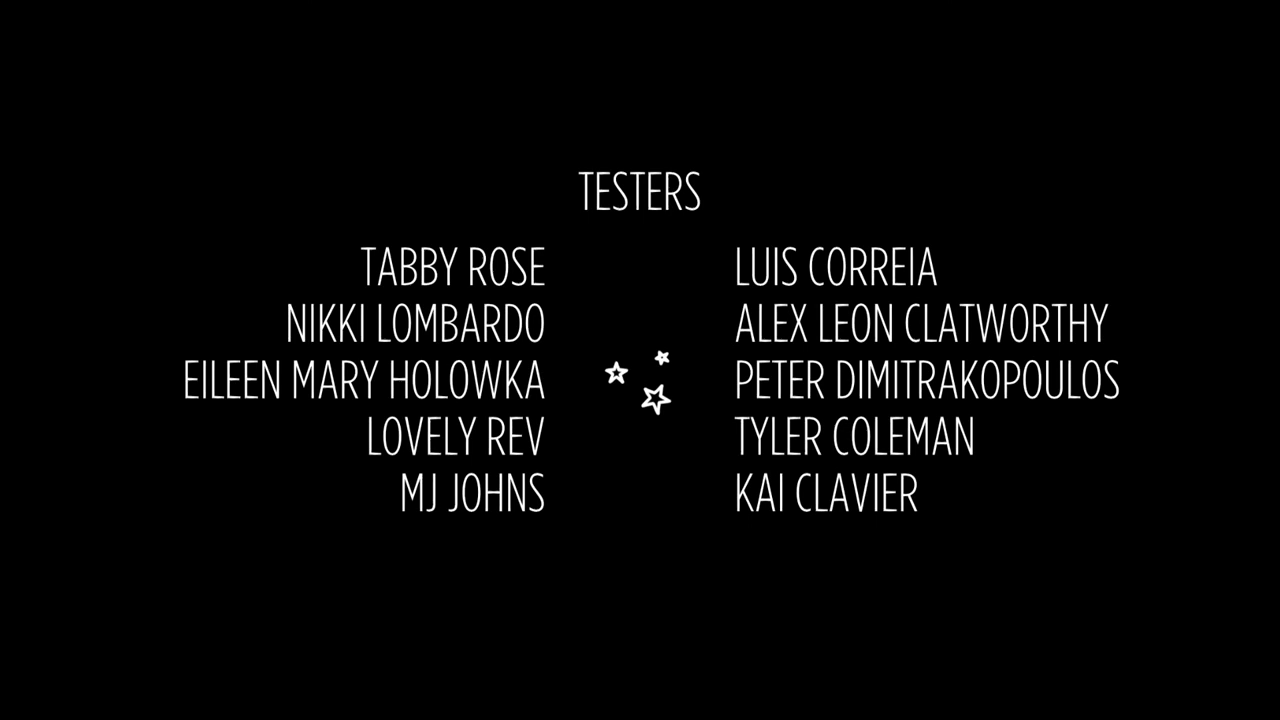 TESTERS
TABBY ROSE
NIKKI LOMBARDO
EILEEN MARY HOLOWKA
LOVELY REV
MJ JOHNS
LUIS CORREIA
ALEX LEON CLATWORTHY
PETER DIMITRAKOPOULOS
TYLER COLEMAN
KAI CLAVIER